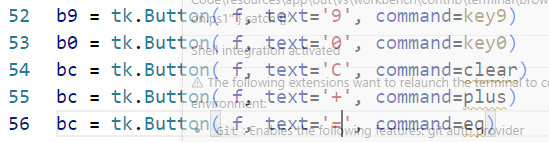 Code\resources\app\out\vs\workbench\contrib\terminal\brow
52 b9 = tk.Button( f, text='9', command=key9)
53 b0 = tk.Button( f, text='0', command=key0)
Shell integration activated
54 bc = tk.Button( f, text='C', command=clear)
⚠ The following extensions want to relaunch the terminal to co
55 bc = tk.Button( f, text='+', command=plus)
environment:
56 bc = tk.Button( f, text='=', command=eq)
• Git : Enables the following features: git auth provider